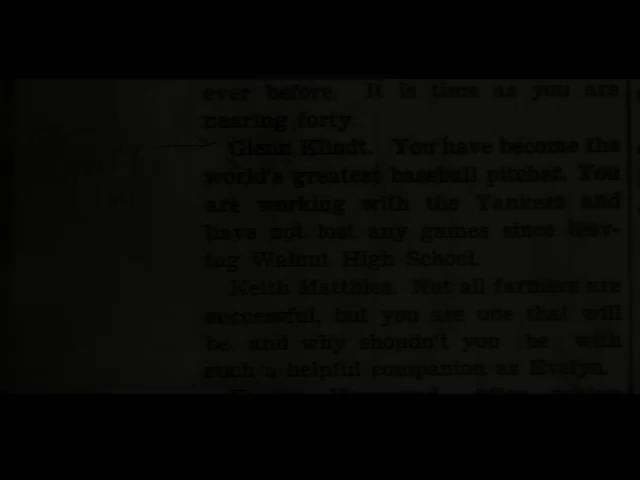 ever before. It is time as you are
nearing forty.
Glenn Klindt. You have become the
world's greatest baseball pitcher. You
are working with the Yankees and
have not lost any games since leav-
ing Walnut High School.
Keith Matthies. Not all farmers are
successful, but you are one that will
be, and why shoudn't you be with
such a helpful companion as Evelyn.